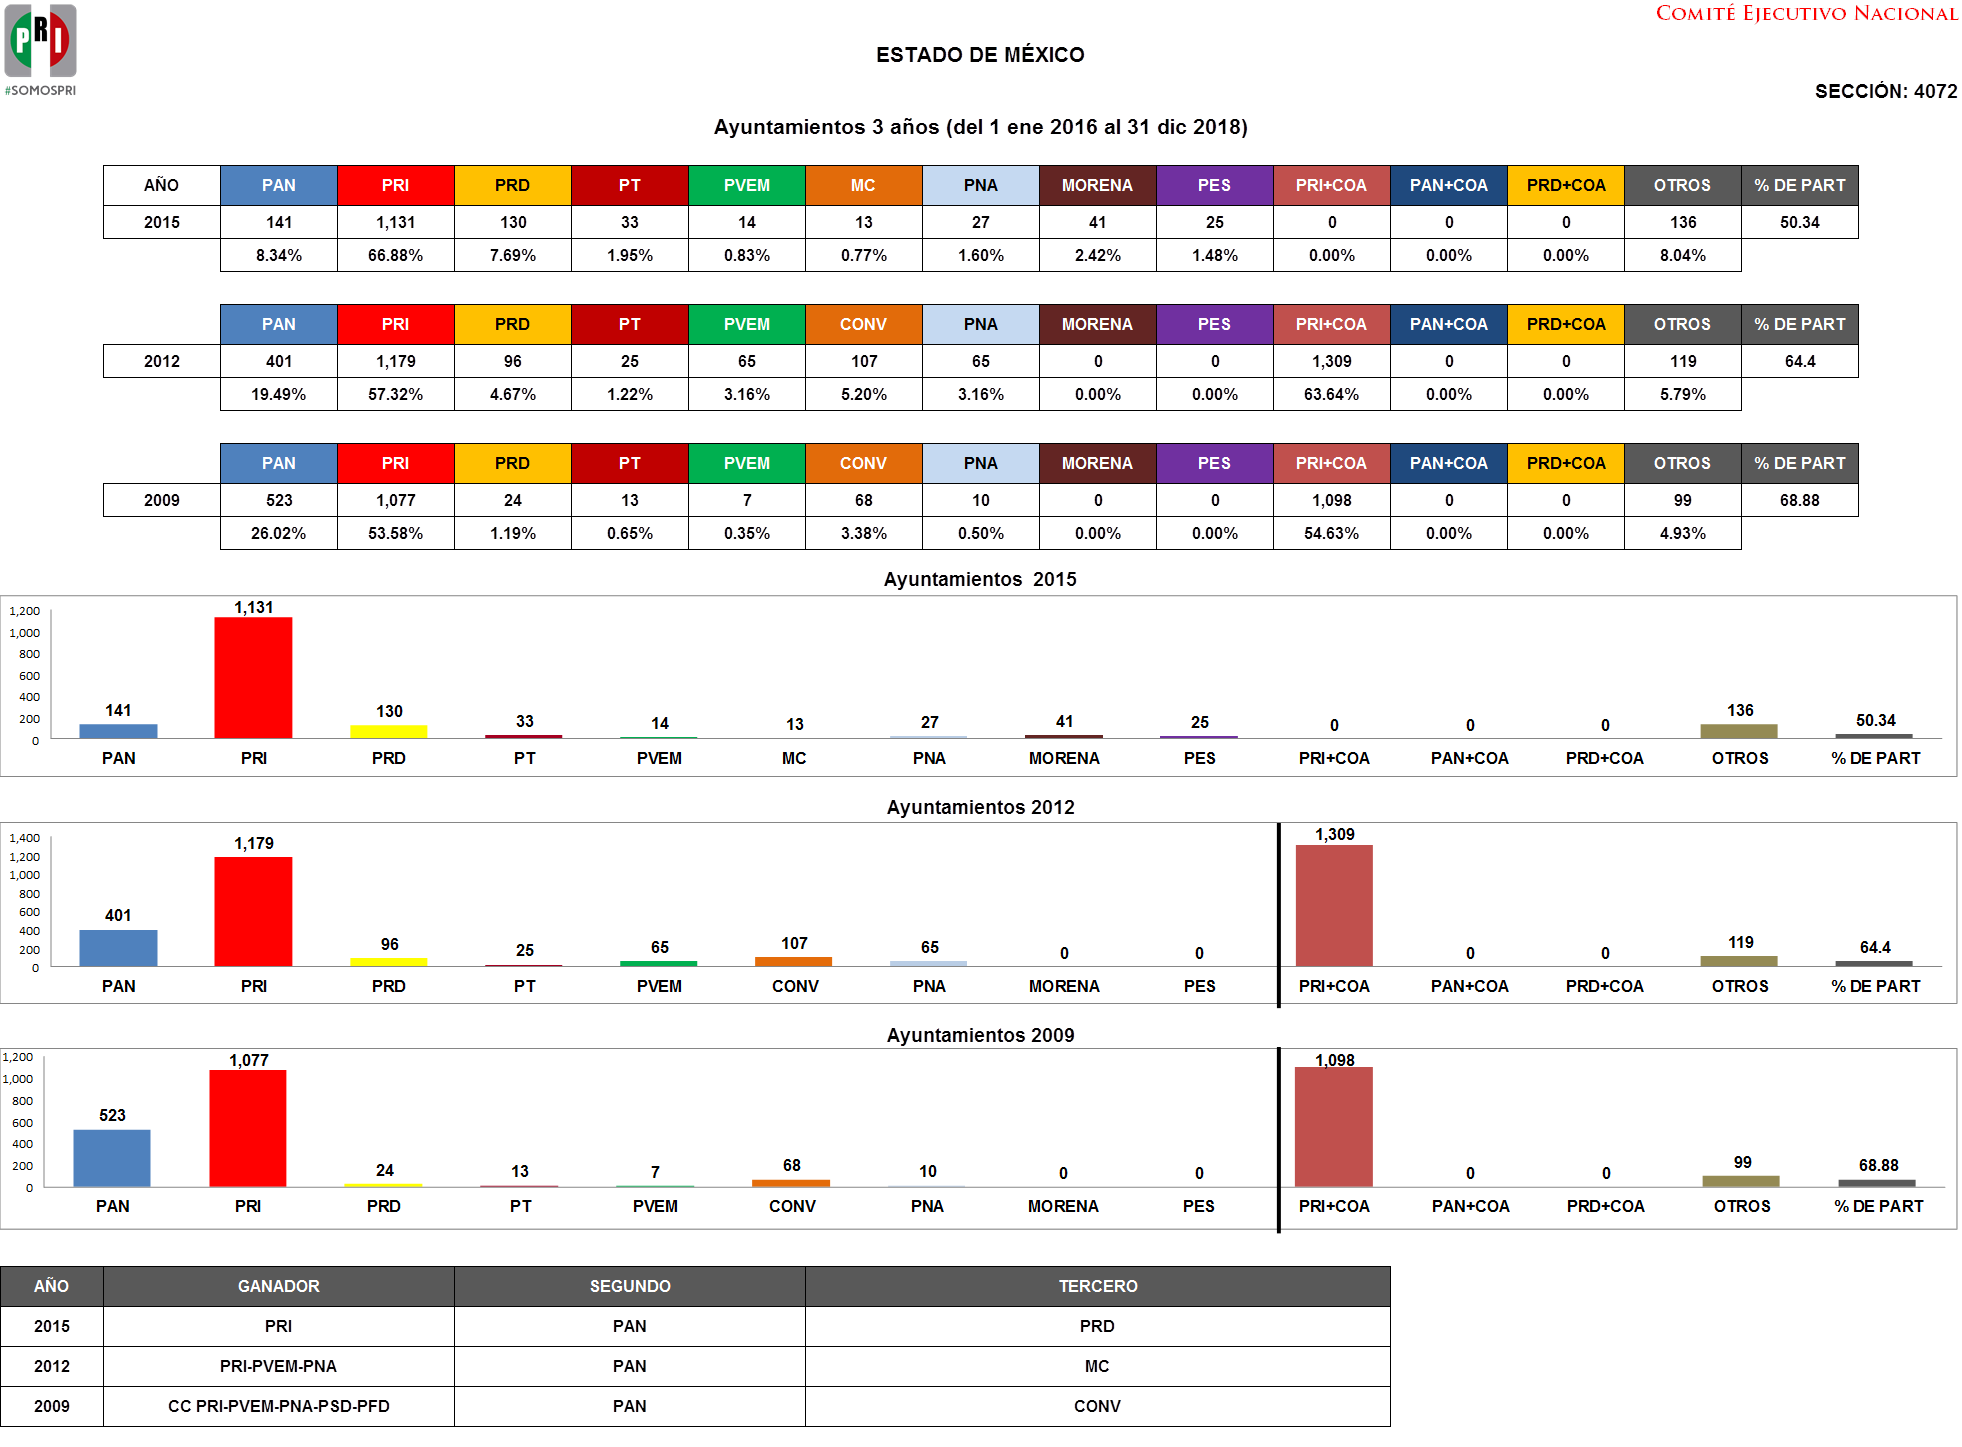 PRI
#SOMOSPRI
COMITÉ EJECUTIVO NACIONAL
ESTADO DE MÉXICO
SECCIÓN: 4072
Ayuntamientos 3 años (del 1 ene 2016 al 31 dic 2018)
AÑO PAN PRI PRD PT PVEM MC PNA MORENA PES PRI+COA PAN+COA PRD+COA OTROS % DE PART
2015 141 1,131 130 33 14 13 27 41 25 0 0 0 136 50.34
8.34% 66.88% 7.69% 1.95% 0.83% 0.77% 1.60% 2.42% 1.48% 0.00% 0.00% 0.00% 8.04%
PAN PRI PRD PT PVEM CONV PNA MORENA PES PRI+COA PAN+COA PRD+COA OTROS % DE PART
2012 401 1,179 96 25 65 107 65 0 0 1,309 0 0 119 64.4
19.49% 57.32% 4.67% 1.22% 3.16% 5.20% 3.16% 0.00% 0.00% 63.64% 0.00% 0.00% 5.79%
PAN PRI PRD PT PVEM CONV PNA MORENA PES PRI+COA PAN+COA PRD+COA OTROS % DE PART
2009 523 1,077 24 13 7 68 10 0 0 1,098 0 0 99 68.88
26.02% 53.58% 1.19% 0.65% 0.35% 3.38% 0.50% 0.00% 0.00% 54.63% 0.00% 0.00% 4.93%
Ayuntamientos 2015
1,200
1,000
800
600
400
200
0
141 1,131 130 33 14 13 27 41 25 0 0 0 136 50.34
PAN PRI PRD PT PVEM MC PNA MORENA PES PRI+COA PAN+COA PRD+COA OTROS % DE PART
Ayuntamientos 2012
1,400
1,200
1,000
800
600
400
200
0
401 1,179 96 25 65 107 65 0 0 1,309 0 0 119 64.4
PAN PRI PRD PT PVEM CONV PNA MORENA PES PRI+COA PAN+COA PRD+COA OTROS % DE PART
Ayuntamientos 2009
1,200
1,000
800
600
400
200
0
523 1,077 24 13 7 68 10 0 0 1,098 0 0 99 68.88
PAN PRI PRD PT PVEM CONV PNA MORENA PES PRI+COA PAN+COA PRD+COA OTROS % DE PART
AÑO GANADOR SEGUNDO TERCERO
2015 PRI PAN PRD
2012 PRI-PVEM-PNA PAN MC
2009 CC PRI-PVEM-PNA-PSD-PFD PAN CONV